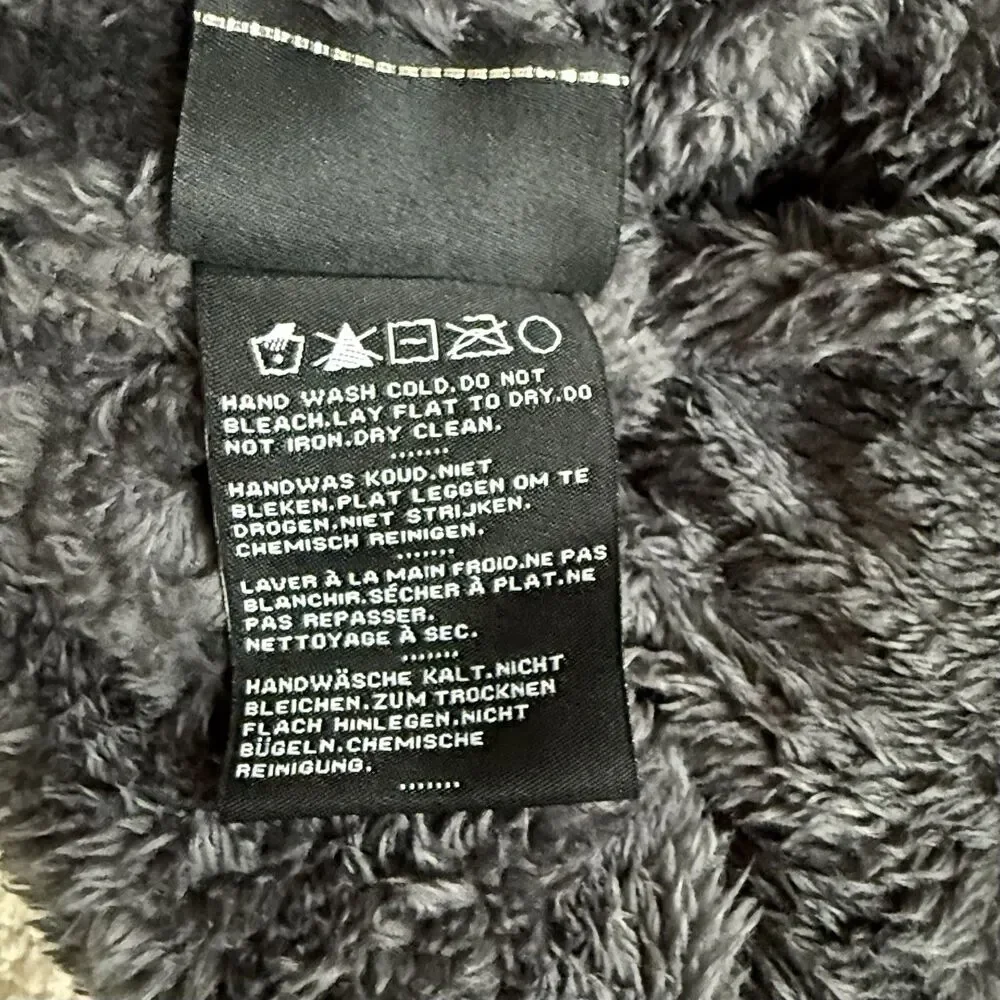 HAND WASH COLD.DO NOT
BLEACH.LAY FLAT TO DRY.DO
NOT IRON.DRY CLEAN.
HANDWAS KOUD.NIET
BLEKEN.PLAT LEGGEN OM TE
DROGEN.NIET STRIJKEN.
CHEMISCH REINIGEN.
LAVER À LA MAIN FROID.NE PAS
BLANCHIR.SÉCHER À PLAT.NE
PAS REPASSER.
NETTOYAGE À SEC.
HANDWÄSCHE KALT.NICHT
BLEICHEN.ZUM TROCKNEN
FLACH HINLEGEN.NICHT
BÜGELN.CHEMISCHE
REINIGUNG.